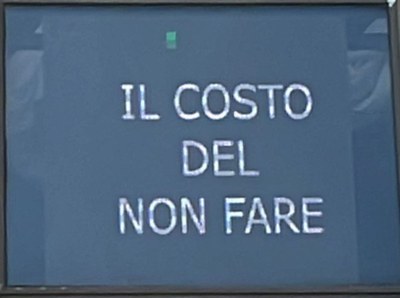 IL COSTO
DEL
NON FARE